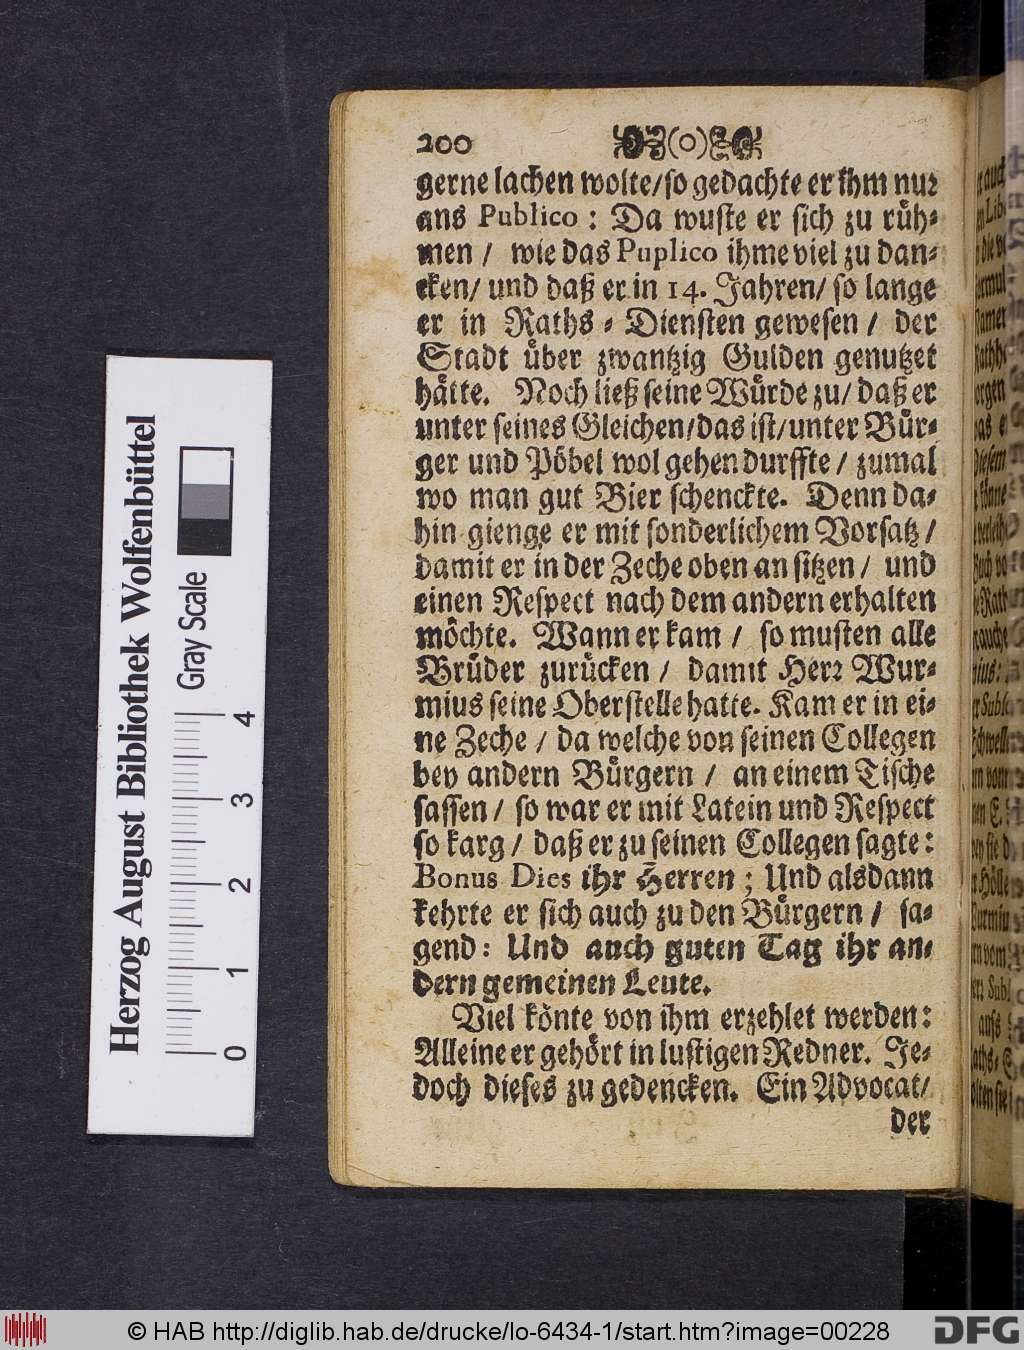 200 (o)
gerne lachen wolte/so gedachte er ihm nur
ans Publico : Da wuste er sich zu rüh⸗
men / wie das Puplico ihme viel zu dan⸗
cken/ und daß er in 14. Jahren/ so lange
er in Raths ⸗ Diensten gewesen / der
Stadt über zwantzig Gulden genutzet
hätte. Noch ließ seine Würde zu/ daß er
unter seines Gleichen/das ist/unter Bür⸗
ger und Pöbel wol gehen durffte / zumal
wo man gut Bier schenckte. Denn da⸗
hin gienge er mit sonderlichem Vorsatz /
damit er in der Zeche oben an sitzen / und
einen Respect nach dem andern erhalten
möchte. Wann er kam / so musten alle
Brüder zurücken / damit Herr Wur⸗
mius seine Oberstelle hatte. Kam er in ei⸗
ne Zeche / da welche von seinen Collegen
bey andern Bürgern / an einem Tische
sassen / so war er mit Latein und Respect
so karg / daß er zu seinen Collegen sagte:
Bonus Dies ihr Herren ; Und alsdann
kehrte er sich auch zu den Bürgern / sa⸗
gend: Und auch guten Tag ihr an⸗
dern gemeinen Leute.
Viel könte von ihm erzehlet werden:
Alleine er gehört in lustigen Redner. Je⸗
doch dieses zu gedencken. Ein Advocat/
der
Herzog August Bibliothek Wolfenbüttel
Gray Scale
0 1 2 3 4
© HAB http://diglib.hab.de/drucke/lo-6434-1/start.htm?image=00228
DFG